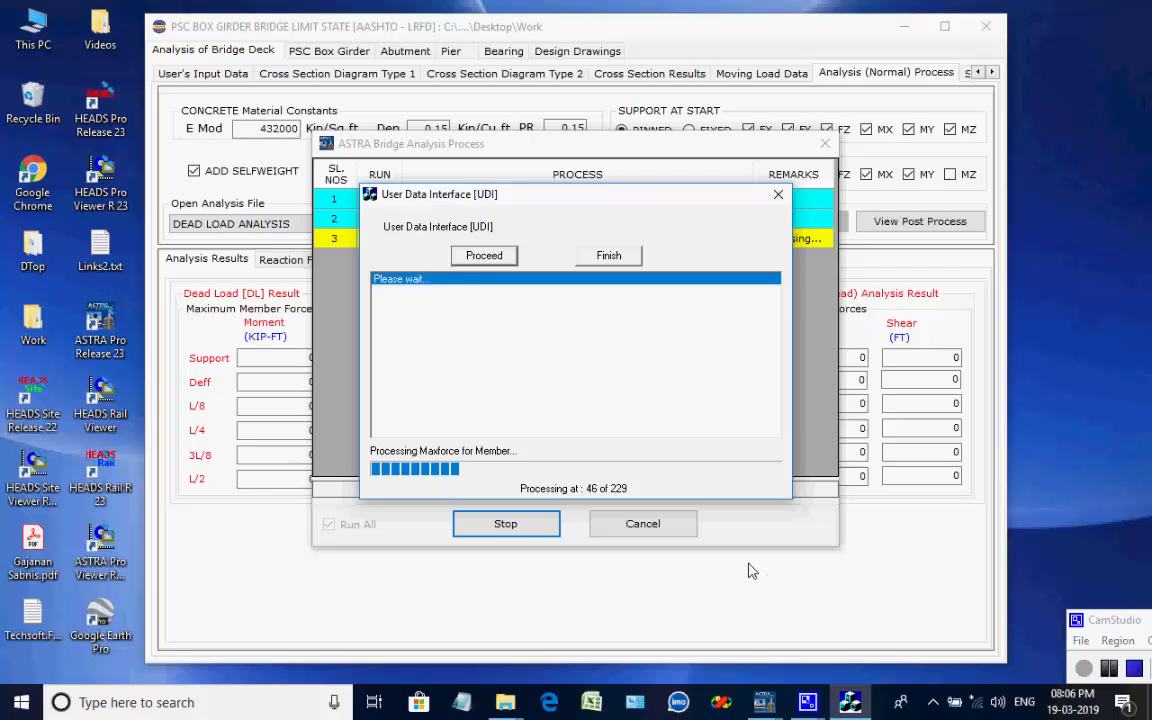 This PC
Videos
Recycle Bin
HEADS Pro
Release 23
Google
Chrome
HEADS Pro
Viewer R 23
DTop
Links2.txt
Work
ASTRA Pro
Release 23
HEADS Site
Release 22
HEADS Rail
Viewer
HEADS Site
Viewer R...
HEADS Rail R
23
Gajanan
Sabnis.pdf
ASTRA Pro
Viewer R...
Techsoft.F...
Google Earth
Pro
PSC BOX GIRDER BRIDGE LIMIT STATE [AASHTO - LRFD] : C:\....\Desktop\Work
Analysis of Bridge Deck PSC Box Girder Abutment Pier Bearing Design Drawings
User's Input Data Cross Section Diagram Type 1 Cross Section Diagram Type 2 Cross Section Results Moving Load Data Analysis (Normal) Process S
CONCRETE Material Constants
E Mod 432000 Kip/Sq.ft Den 0.15 Kip/Cu.ft PR 0.15
SUPPORT AT START
PINNED FIXED FX FY FZ MX MY MZ
ADD SELFWEIGHT
FZ MX MY MZ
Open Analysis File
DEAD LOAD ANALYSIS
View Post Process
Analysis Results Reaction F
Dead Load [DL] Result
Maximum Member Force
Moment
(KIP-FT)
Support 0
Deff 0
L/8 0
L/4 0
3L/8 0
L/2 0
ad) Analysis Result
orces
Shear
(FT)
0 0
0 0
0 0
0 0
0 0
0 0
ASTRA Bridge Analysis Process
SL.
NOS RUN PROCESS REMARKS
1
2
3 sing...
User Data Interface [UDI]
User Data Interface [UDI]
Proceed Finish
Please wait...
Processing Maxforce for Member...
Processing at : 46 of 229
Run All Stop Cancel
CamStudio
File Region
Type here to search
imo
ENG
08:06 PM
19-03-2019
1